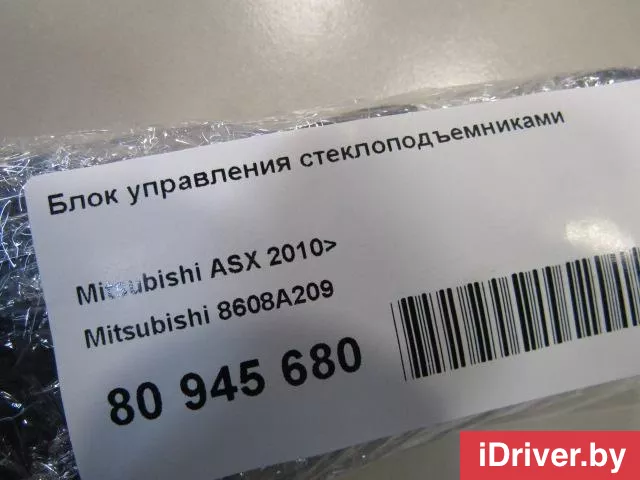 Блок управления стеклоподъемниками
Mitsubishi ASX 2010>
Mitsubishi 8608A209
80 945 680
iDriver.by